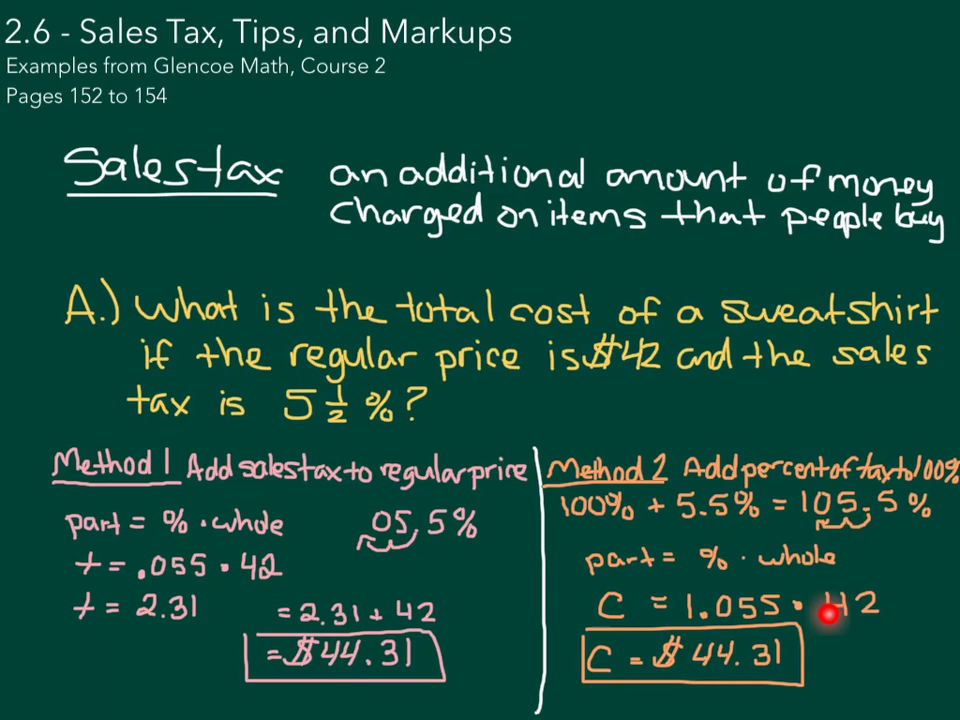 2.6 - Sales Tax, Tips, and Markups
Examples from Glencoe Math, Course 2
Pages 152 to 154
Sales tax an additional amount of money
charged on items that people buy
A.) What is the total cost of a sweatshirt
if the regular price is $42 and the sales
tax is 5 1/2 %?
Method 1 Add sales tax to regular price
part = % · whole .05.5%
t = .055 · 42
t = 2.31 = 2.31 + 42
= $44.31
Method 2 Add percent of tax to 100%
100% + 5.5% = 105.5%
part = % · whole
C = 1.055 · 42
C = $44.31